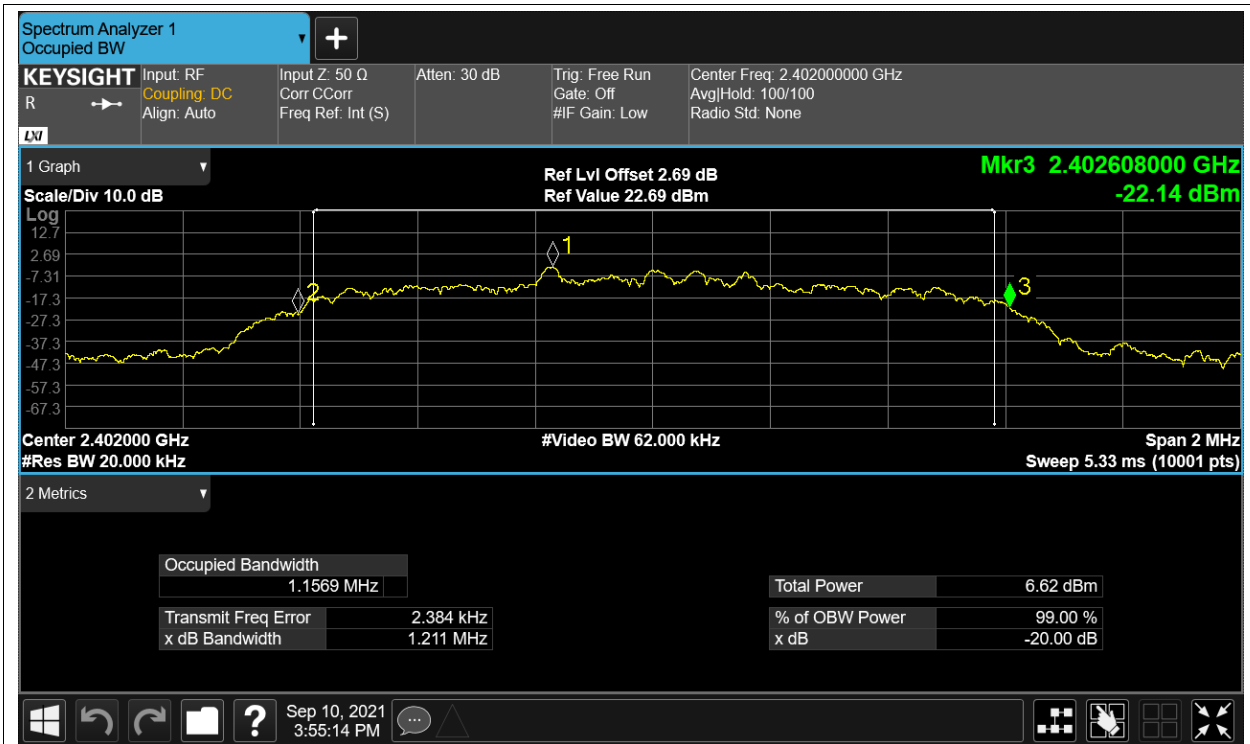 Spectrum Analyzer 1
Occupied BW
KEYSIGHT
R
LXI
Input: RF
Coupling: DC
Align: Auto
Input Z: 50 Ω
Corr CCorr
Freq Ref: Int (S)
Atten: 30 dB
Trig: Free Run
Gate: Off
#IF Gain: Low
Center Freq: 2.402000000 GHz
Avg|Hold: 100/100
Radio Std: None
1 Graph
Scale/Div 10.0 dB
Ref Lvl Offset 2.69 dB
Ref Value 22.69 dBm
Mkr3 2.402608000 GHz
-22.14 dBm
Log
12.7
2.69
-7.31
-17.3
-27.3
-37.3
-47.3
-57.3
-67.3
1
2
3
Center 2.402000 GHz
#Res BW 20.000 kHz
#Video BW 62.000 kHz
Span 2 MHz
Sweep 5.33 ms (10001 pts)
2 Metrics
Occupied Bandwidth
1.1569 MHz
Transmit Freq Error 2.384 kHz
x dB Bandwidth 1.211 MHz
Total Power 6.62 dBm
% of OBW Power 99.00 %
x dB -20.00 dB
?
Sep 10, 2021
3:55:14 PM